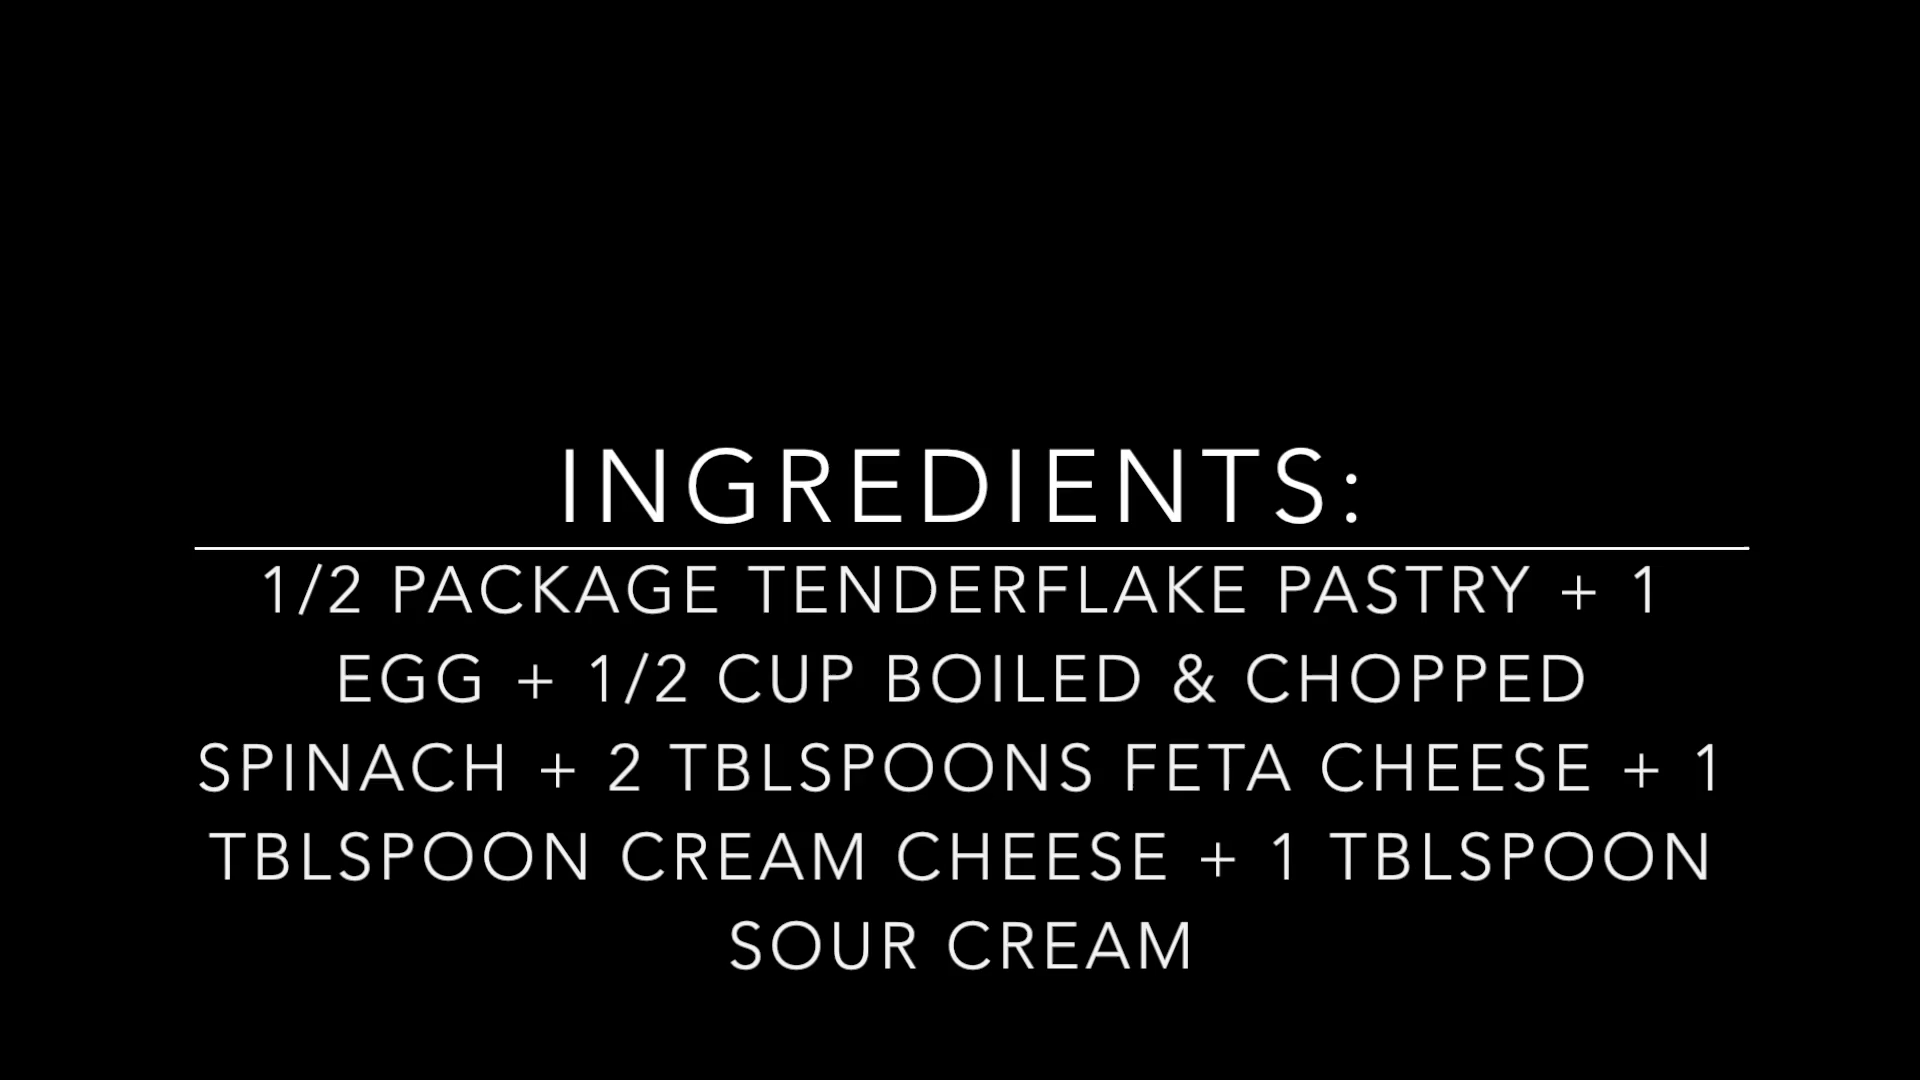 INGREDIENTS:
1/2 PACKAGE TENDERFLAKE PASTRY + 1
EGG + 1/2 CUP BOILED & CHOPPED
SPINACH + 2 TBLSPOONS FETA CHEESE + 1
TBLSPOON CREAM CHEESE + 1 TBLSPOON
SOUR CREAM